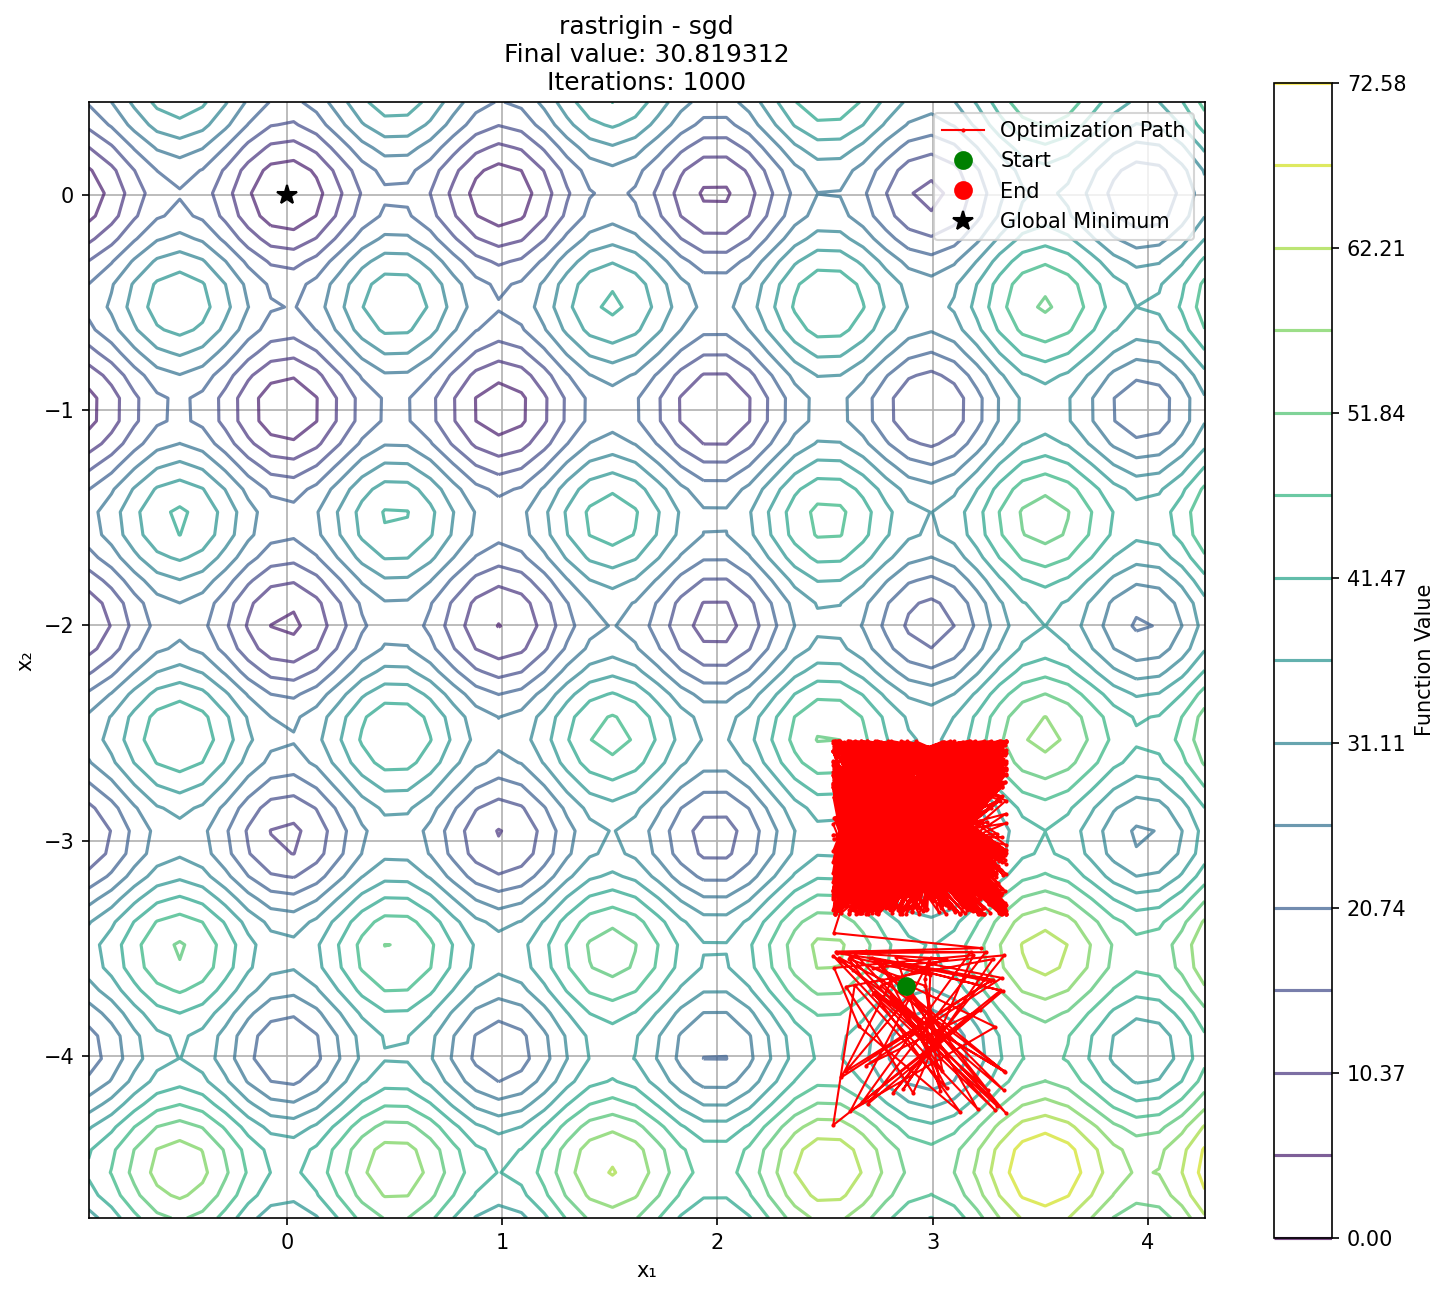 rastrigin - sgd
Final value: 30.819312
Iterations: 1000
Optimization Path
Start
End
Global Minimum
0
−1
−2
−3
−4
x₂
0
1
2
3
4
x₁
72.58
62.21
51.84
41.47
31.11
20.74
10.37
0.00
Function Value